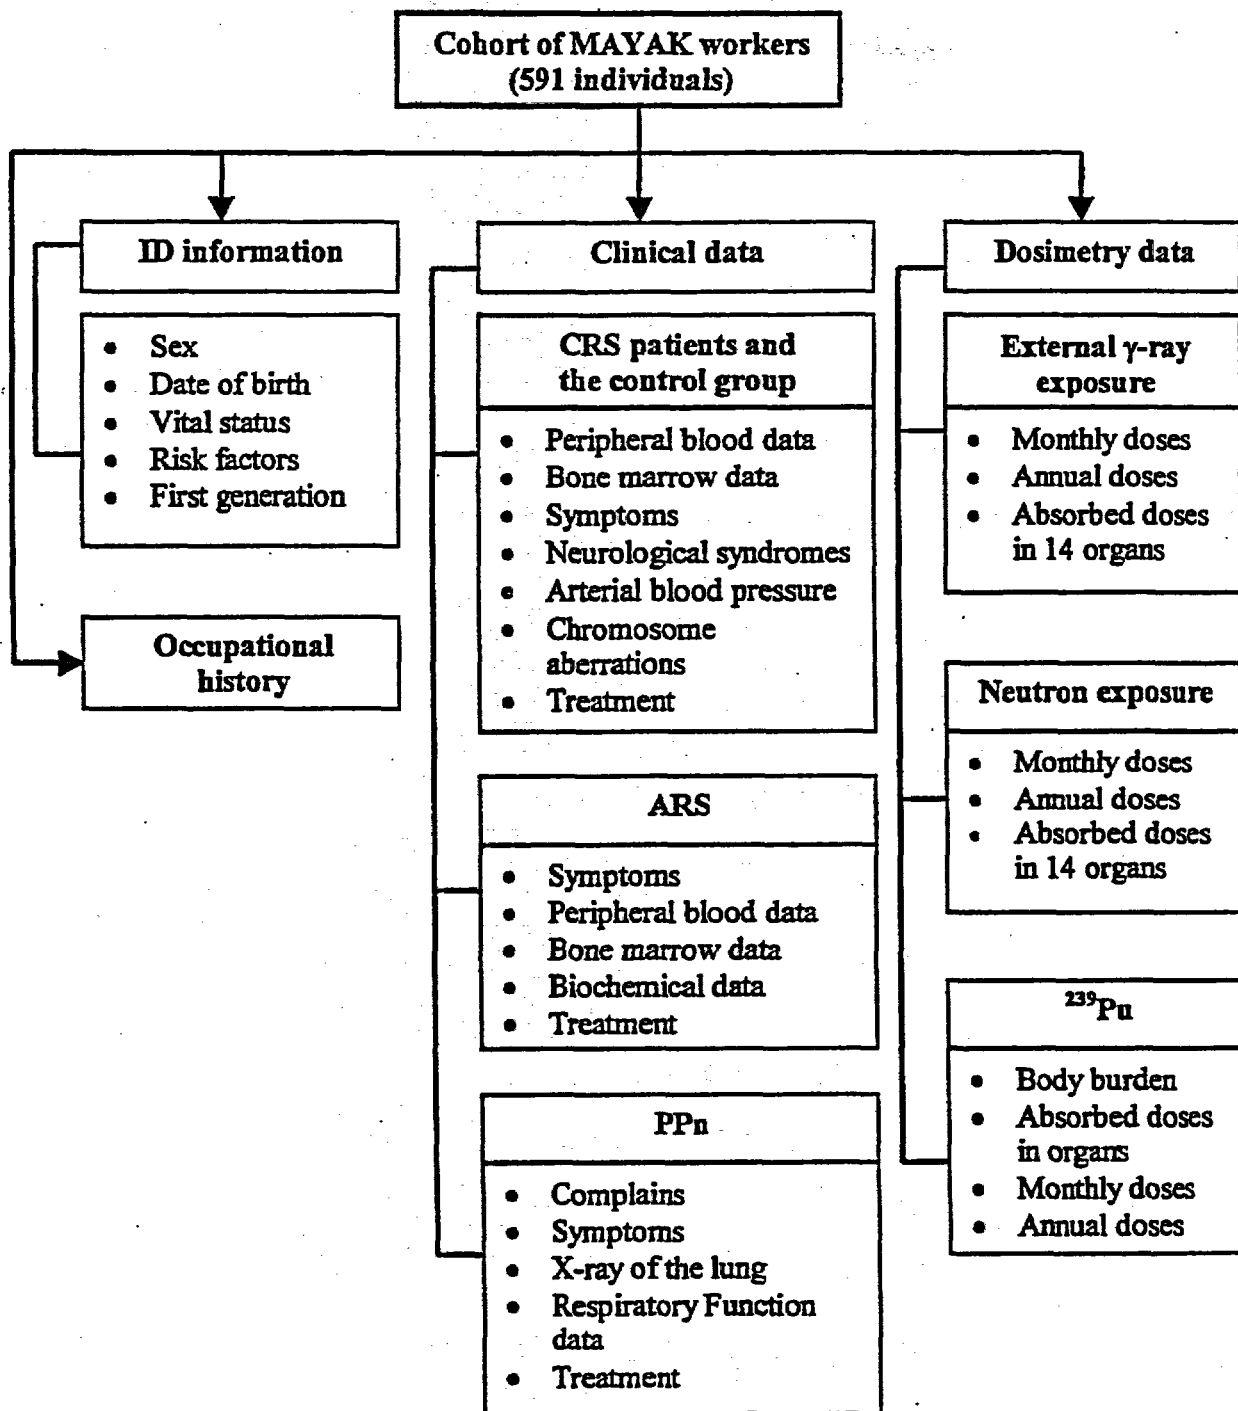 Cohort of MAYAK workers
(591 individuals)
ID information
• Sex
• Date of birth
• Vital status
• Risk factors
• First generation
Occupational
history
Clinical data
CRS patients and
the control group
• Peripheral blood data
• Bone marrow data
• Symptoms
• Neurological syndromes
• Arterial blood pressure
• Chromosome
aberrations
• Treatment
ARS
• Symptoms
• Peripheral blood data
• Bone marrow data
• Biochemical data
• Treatment
PPn
• Complains
• Symptoms
• X-ray of the lung
• Respiratory Function
data
• Treatment
Dosimetry data
External γ-ray
exposure
• Monthly doses
• Annual doses
• Absorbed doses
in 14 organs
Neutron exposure
• Monthly doses
• Annual doses
• Absorbed doses
in 14 organs
²³⁹Pu
• Body burden
• Absorbed doses
in organs
• Monthly doses
• Annual doses